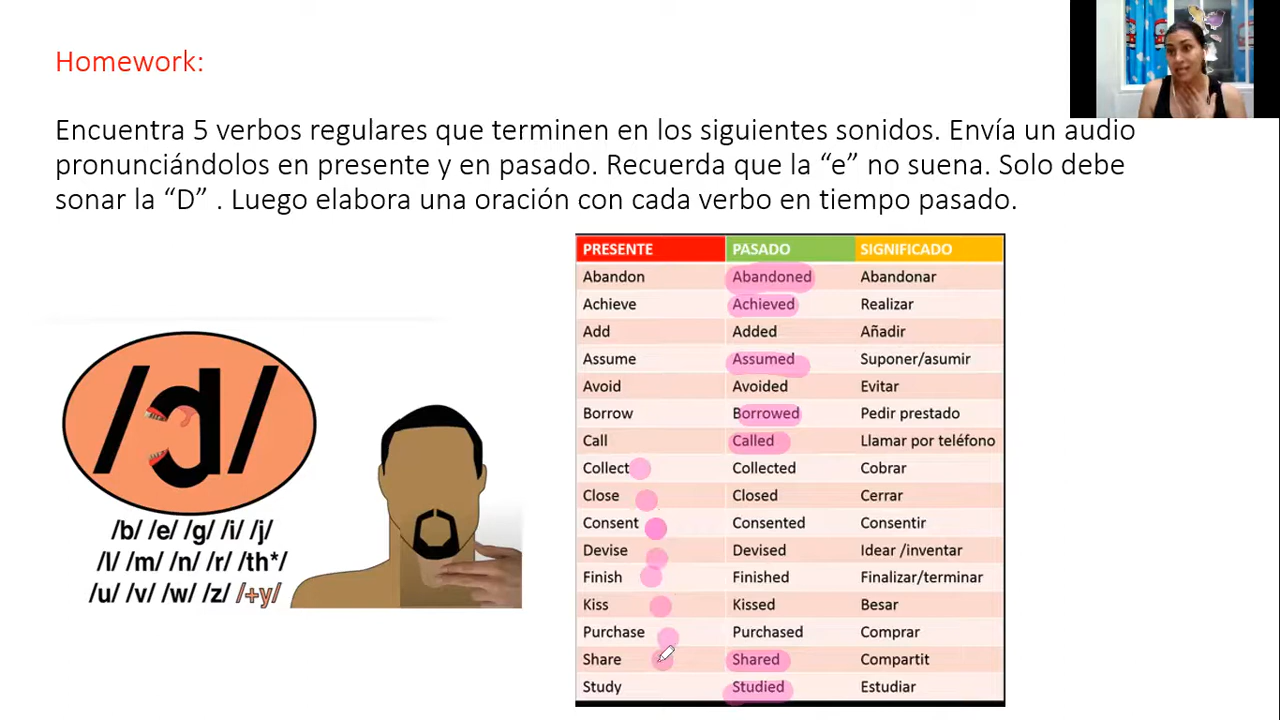 Homework:
Encuentra 5 verbos regulares que terminen en los siguientes sonidos. Envía un audio
pronunciándolos en presente y en pasado. Recuerda que la “e” no suena. Solo debe
sonar la “D” . Luego elabora una oración con cada verbo en tiempo pasado.
/d/
/b/ /e/ /g/ /i/ /j/
/l/ /m/ /n/ /r/ /th*/
/u/ /v/ /w/ /z/ /+y/
PRESENTE PASADO SIGNIFICADO
Abandon Abandoned Abandonar
Achieve Achieved Realizar
Add Added Añadir
Assume Assumed Suponer/asumir
Avoid Avoided Evitar
Borrow Borrowed Pedir prestado
Call Called Llamar por teléfono
Collect Collected Cobrar
Close Closed Cerrar
Consent Consented Consentir
Devise Devised Idear /inventar
Finish Finished Finalizar/terminar
Kiss Kissed Besar
Purchase Purchased Comprar
Share Shared Compartit
Study Studied Estudiar